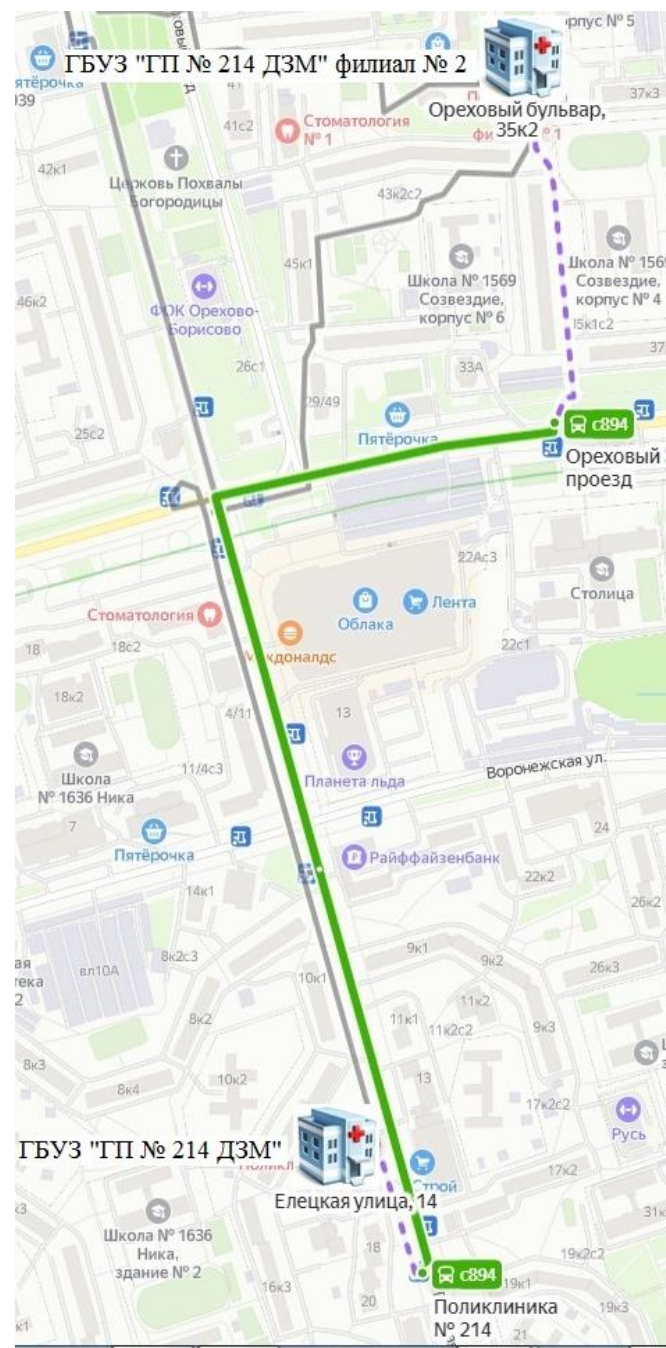 орпус № 5
Пятёрочка
939
ГБУЗ "ГП № 214 ДЗМ" филиал № 2
41
41с2
Стоматология
№ 1
Ореховый бульвар,
35к2
37к3
42к1
Церковь Похвалы
Богородицы
43к2с2
45к1
Школа № 1569
Созвездие,
корпус № 6
Школа № 1569
Созвездие,
корпус № 4
46к2
ФОК Орехово-
Борисово
15к1с2
26с1
33А
37
29/49
Пятёрочка
с894
25с2
Ореховый
проезд
22Ас3
Столица
Облака
Лента
Стоматология
18
18с2
Макдоналдс
22с1
18к2
4/11
13
Школа
№ 1636 Ника
11/4с3
Планета льда
Воронежская ул.
7
Пятёрочка
24
Райффайзенбанк
14к1
22к2
26к2
8к2с3
9к1
9к2
вл10А
10к1
26к3
8к2
11к1
11к2
11к2с2
9к3
8к3
8к4
10к2
13
17к2с2
Русь
ГБУЗ "ГП № 214 ДЗМ"
17к2
Строй
Елецкая улица, 14
Школа № 1636
Ника,
здание № 2
18
19к2с2
с894
16к3
20
19к1
Поликлиника
№ 214
19к3
21